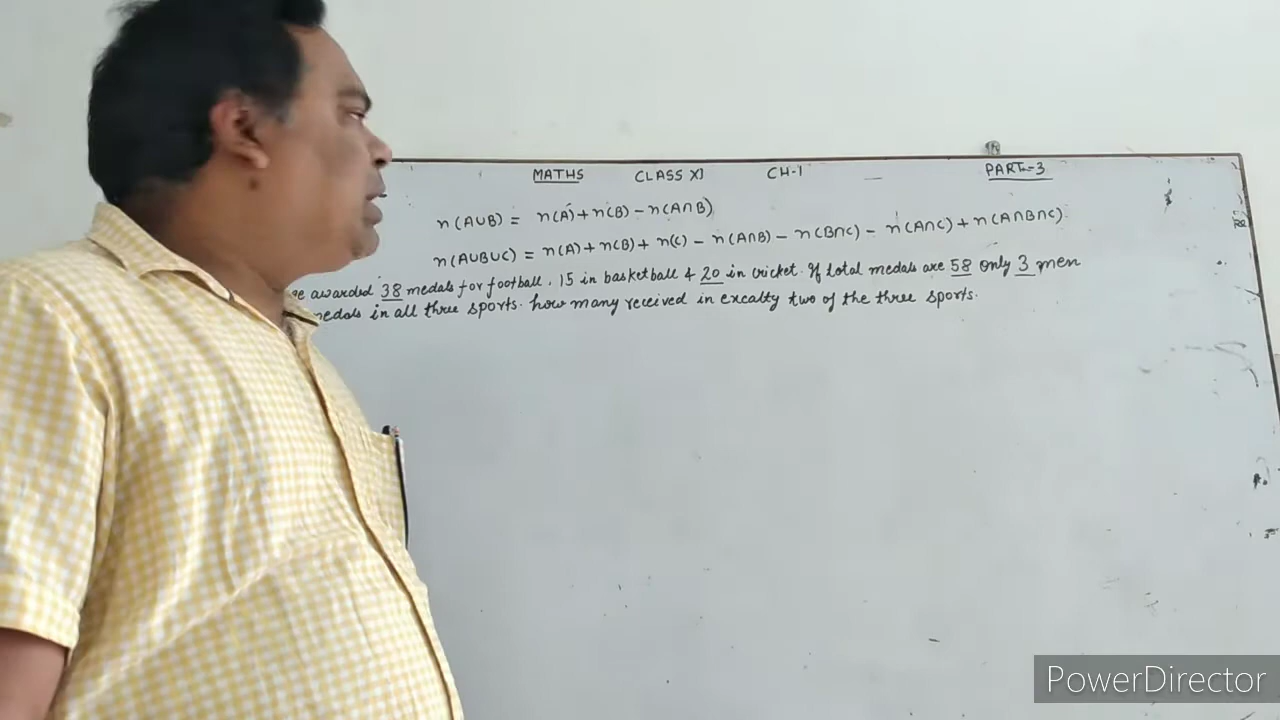 MATHS CLASS XI CH-1 PART-3
n(A∪B) = n(A)+n(B) - n(A∩B)
n(A∪B∪C) = n(A)+n(B)+n(C) - n(A∩B) - n(B∩C) - n(A∩C) + n(A∩B∩C)
awarded 38 medals for football, 15 in basketball & 20 in cricket. If total medals are 58 only 3 men
medals in all three sports. how many received in excalty two of the three sports.
PowerDirector